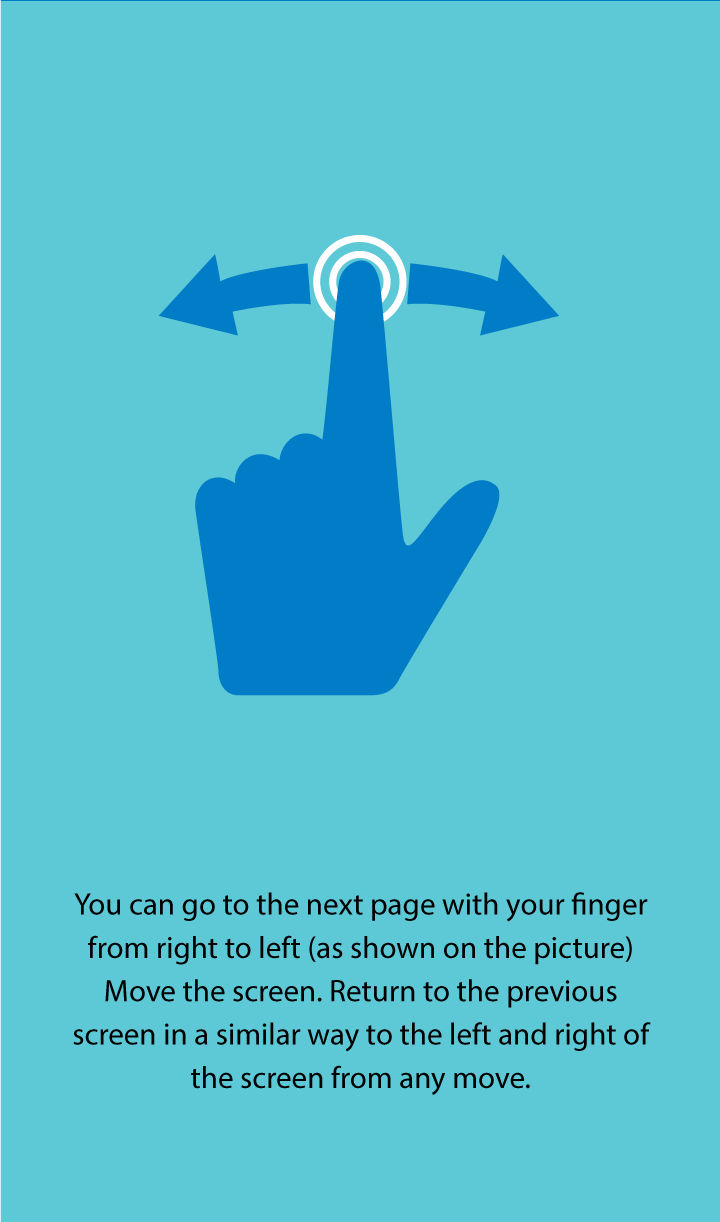 You can go to the next page with your finger
from right to left (as shown on the picture)
Move the screen. Return to the previous
screen in a similar way to the left and right of
the screen from any move.